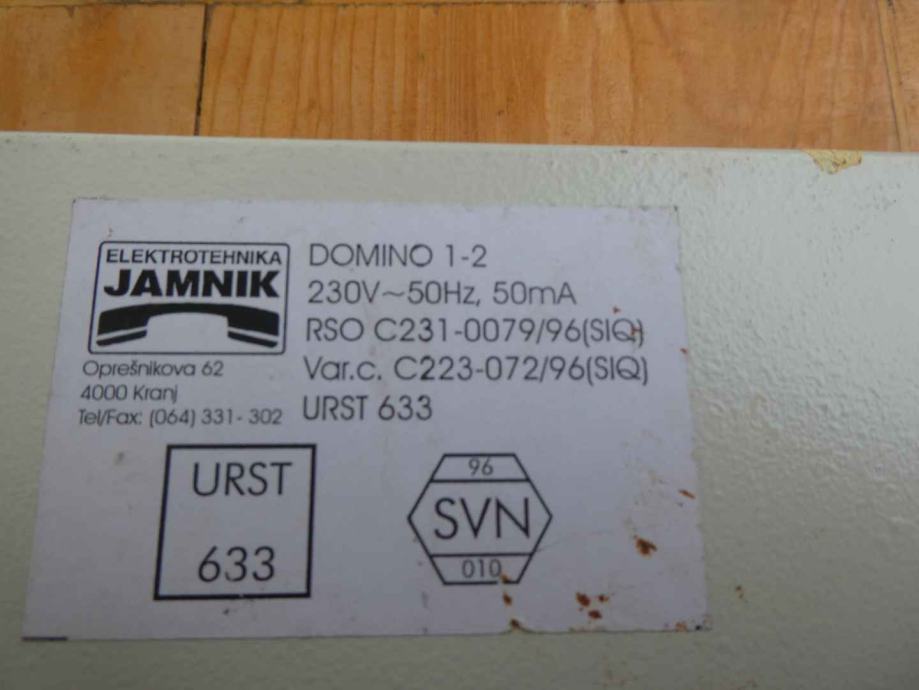 ELEKTROTEHNIKA
JAMNIK
Oprešnikova 62
4000 Kranj
Tel/Fax: (064) 331-302
DOMINO 1-2
230V~50Hz, 50mA
RSO C231-0079/96(SIQ)
Var.c. C223-072/96(SIQ)
URST 633
URST
633
96
SVN
010